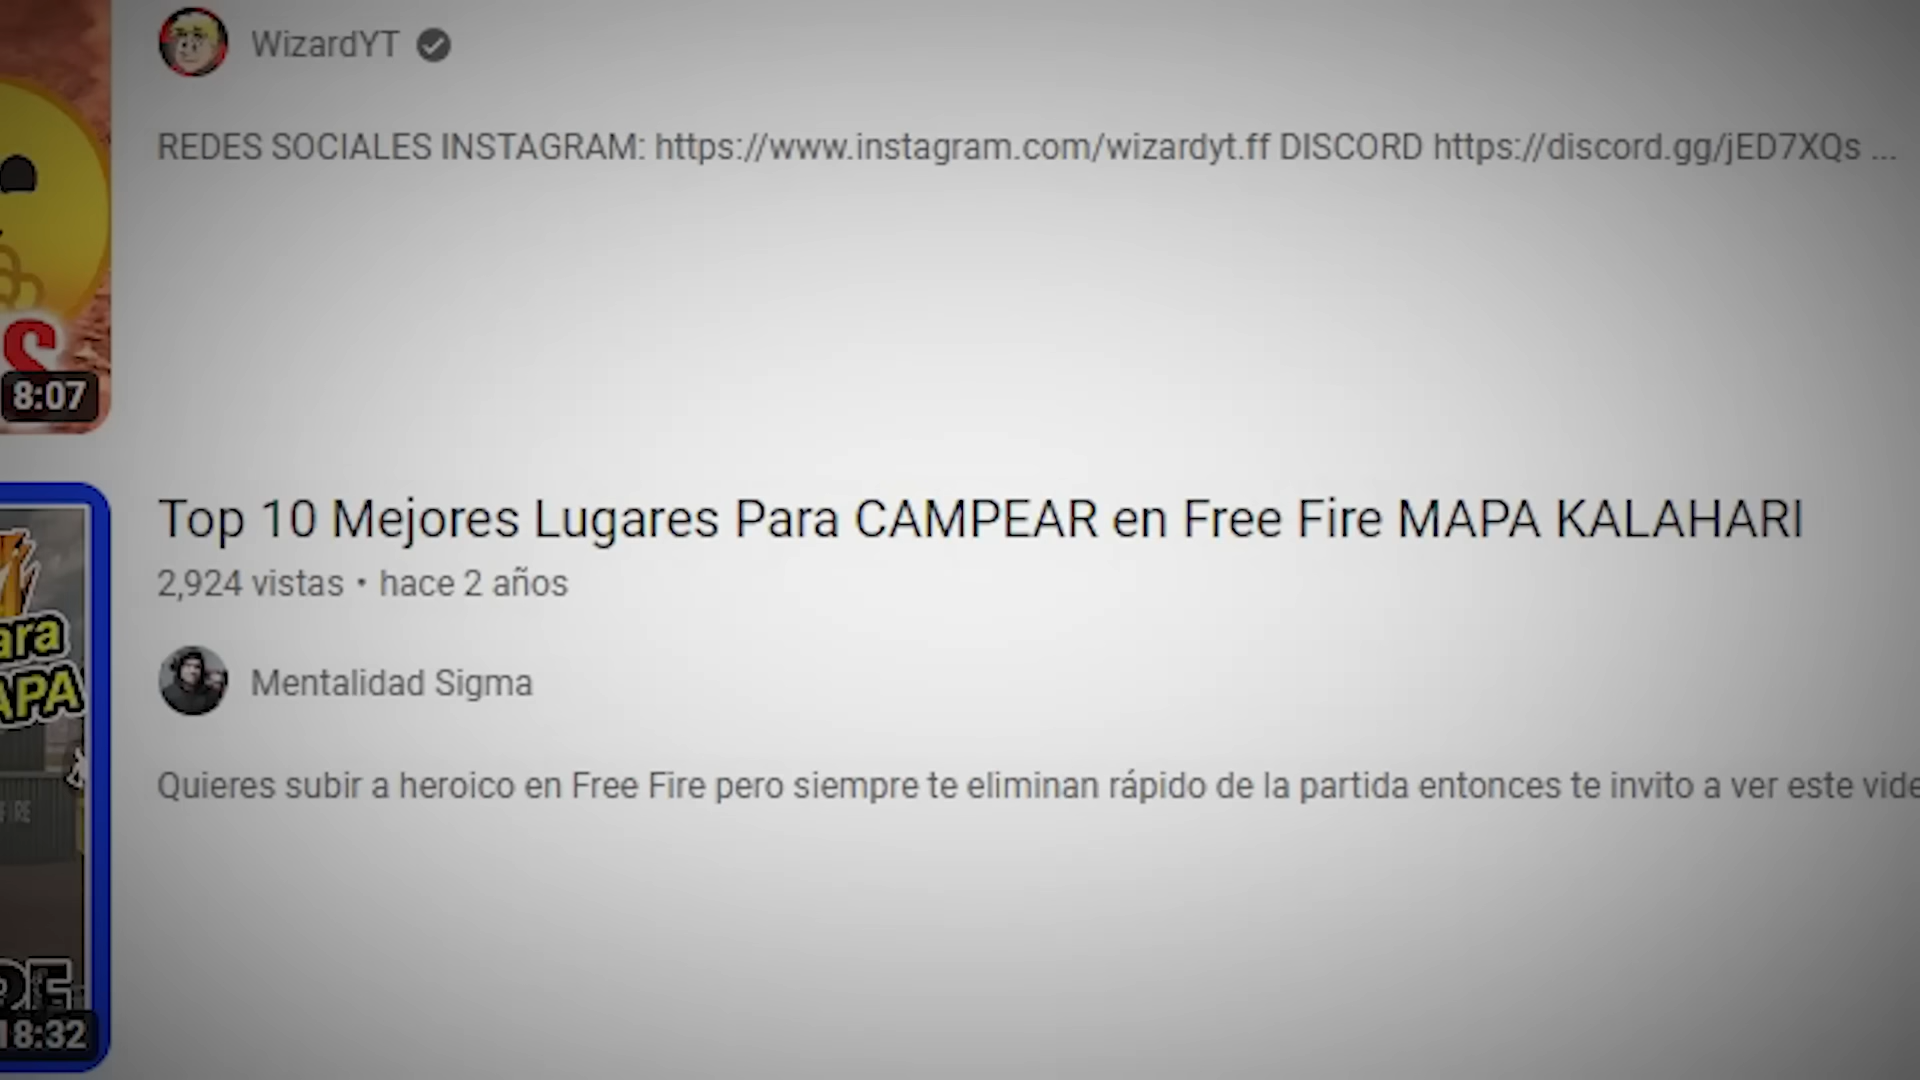 WizardYT
REDES SOCIALES INSTAGRAM: https://www.instagram.com/wizardyt.ff DISCORD https://discord.gg/jED7XQs ...
S
8:07
Top 10 Mejores Lugares Para CAMPEAR en Free Fire MAPA KALAHARI
2,924 vistas • hace 2 años
ara
APA
Mentalidad Sigma
Quieres subir a heroico en Free Fire pero siempre te eliminan rápido de la partida entonces te invito a ver este vide
FIRE
18:32